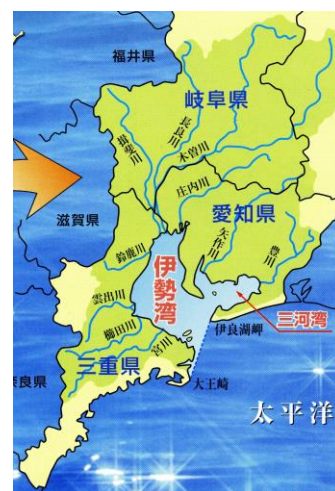 福井県
岐阜県
長良川
揖斐川
木曽川
庄内川
滋賀県
愛知県
矢作川
豊川
鈴鹿川
伊勢湾
雲出川
三河湾
櫛田川
伊良湖岬
宮川
三重県
奈良県
大王崎
太平洋